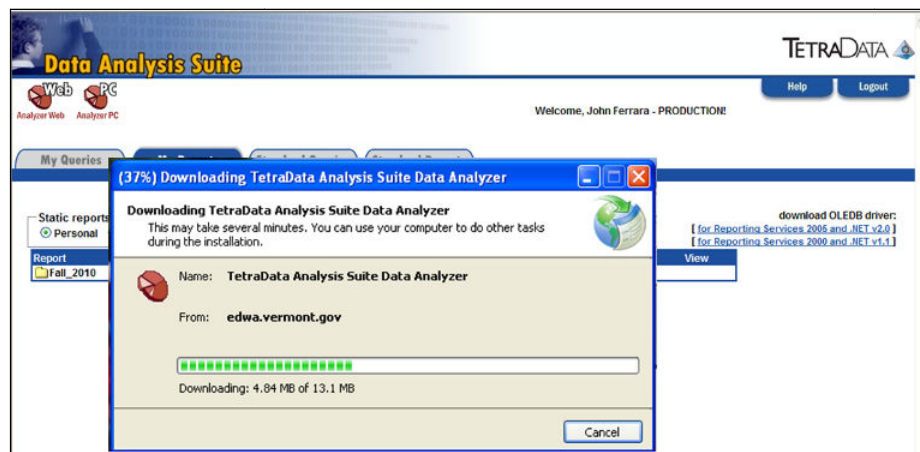 Data Analysis Suite
TETRADATA
Web PC
Analyzer Web Analyzer PC
Help Logout
Welcome, John Ferrara - PRODUCTION!
My Queries
(37%) Downloading TetraData Analysis Suite Data Analyzer
Downloading TetraData Analysis Suite Data Analyzer
This may take several minutes. You can use your computer to do other tasks
during the installation.
Static reports
Personal
download OLEDB driver:
[ for Reporting Services 2005 and .NET v2.0 ]
[ for Reporting Services 2000 and .NET v1.1 ]
Report View
Fall_2010
Name: TetraData Analysis Suite Data Analyzer
From: edwa.vermont.gov
Downloading: 4.84 MB of 13.1 MB
Cancel